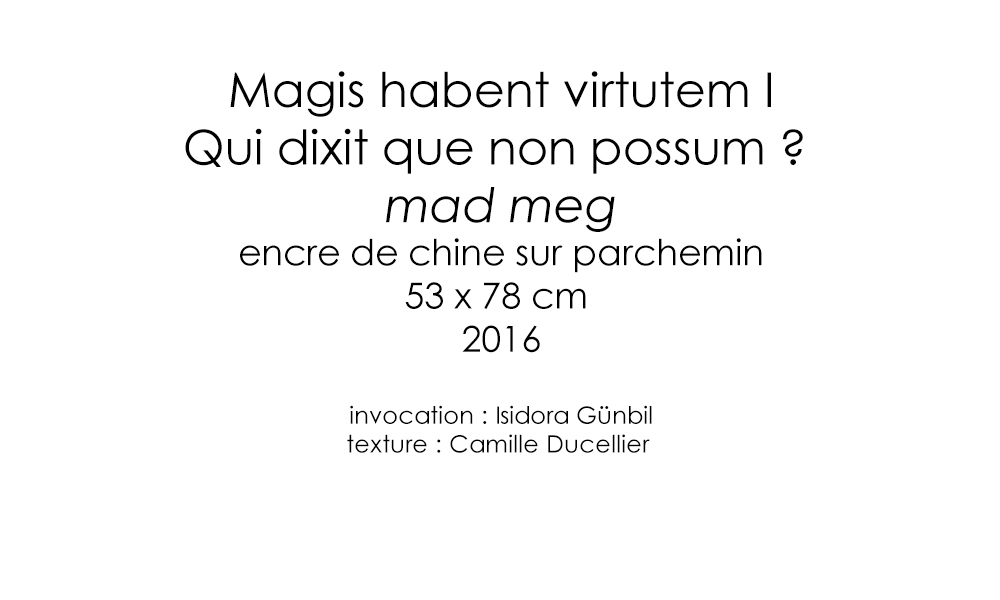 Magis habent virtutem I
Qui dixit que non possum ?
mad meg
encre de chine sur parchemin
53 x 78 cm
2016
invocation : Isidora Günbil
texture : Camille Ducellier